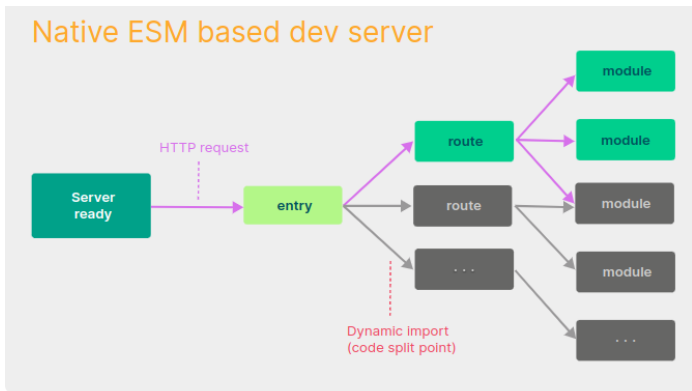 Native ESM based dev server
HTTP request
Server
ready
entry
route
route
. . .
Dynamic import
(code split point)
module
module
module
module
. . .